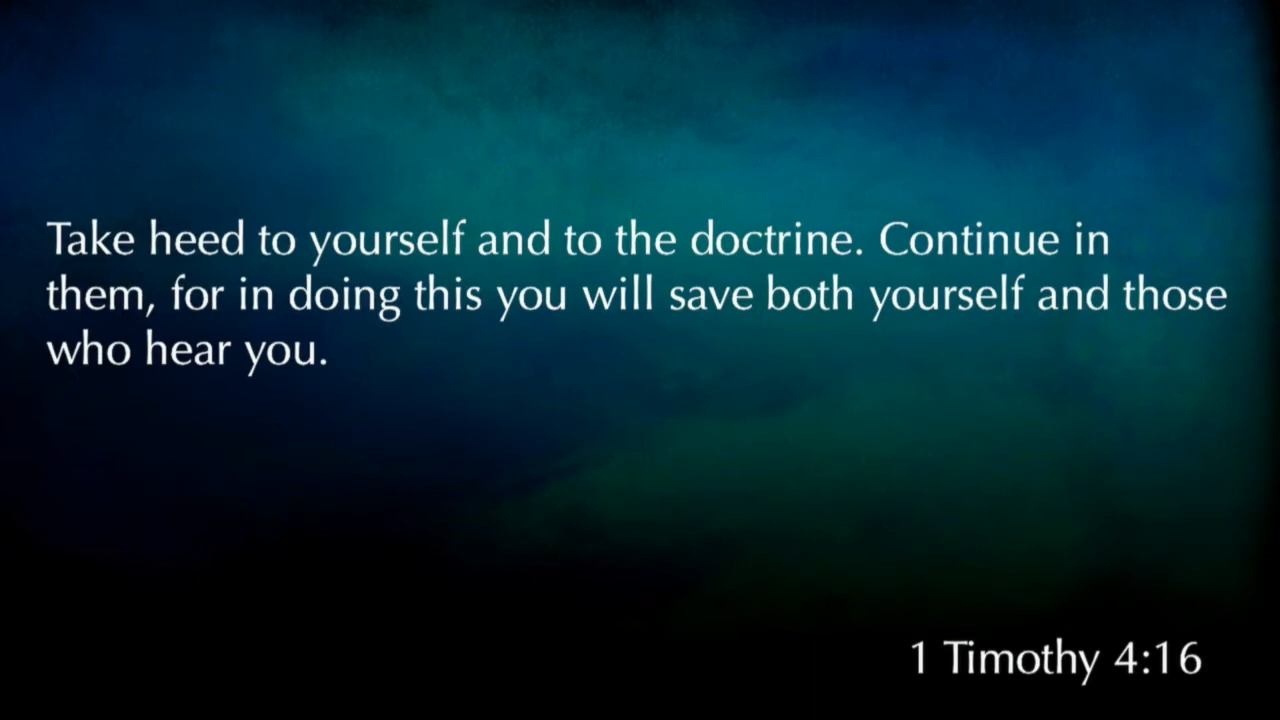 Take heed to yourself and to the doctrine. Continue in
them, for in doing this you will save both yourself and those
who hear you.
1 Timothy 4:16